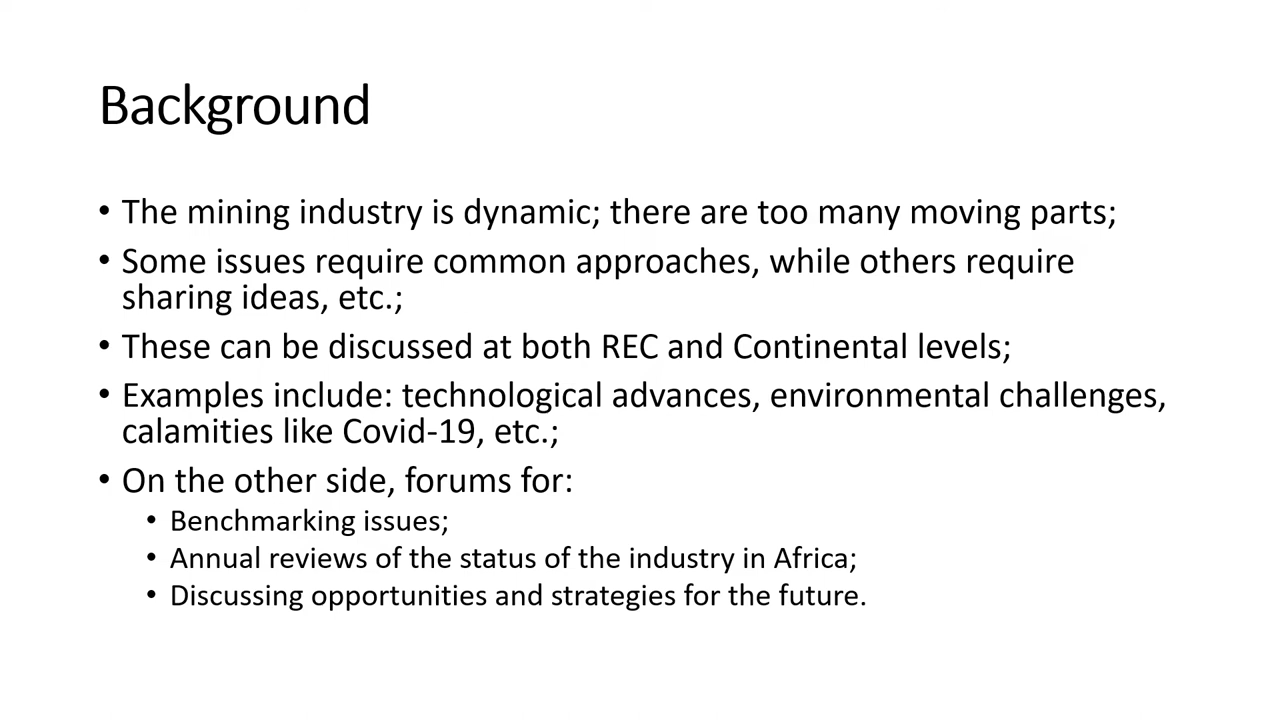 Background
• The mining industry is dynamic; there are too many moving parts;
• Some issues require common approaches, while others require
sharing ideas, etc.;
• These can be discussed at both REC and Continental levels;
• Examples include: technological advances, environmental challenges,
calamities like Covid-19, etc.;
• On the other side, forums for:
• Benchmarking issues;
• Annual reviews of the status of the industry in Africa;
• Discussing opportunities and strategies for the future.